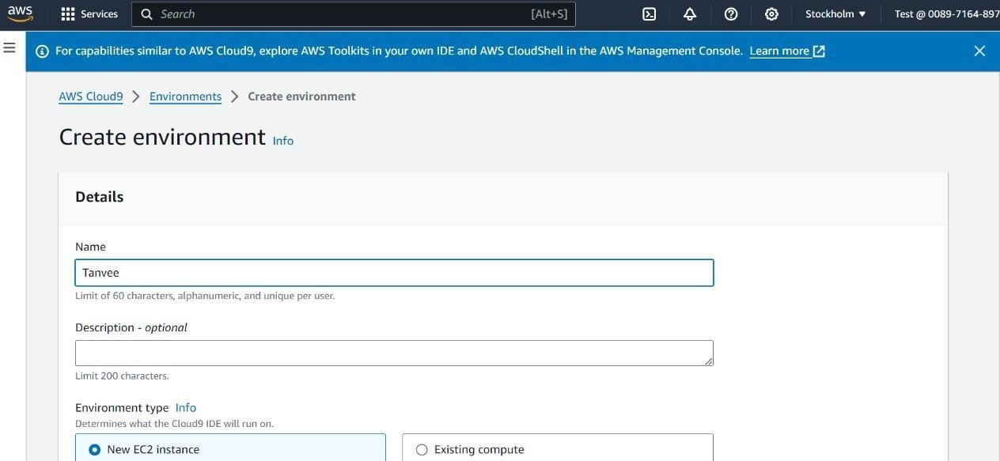 aws Services Search [Alt+S] Stockholm ▼ Test @ 0089-7164-897
For capabilities similar to AWS Cloud9, explore AWS Toolkits in your own IDE and AWS CloudShell in the AWS Management Console. Learn more
AWS Cloud9 > Environments > Create environment
Create environment Info
Details
Name
Tanvee
Limit of 60 characters, alphanumeric, and unique per user.
Description - optional
Limit 200 characters.
Environment type Info
Determines what the Cloud9 IDE will run on.
New EC2 instance Existing compute